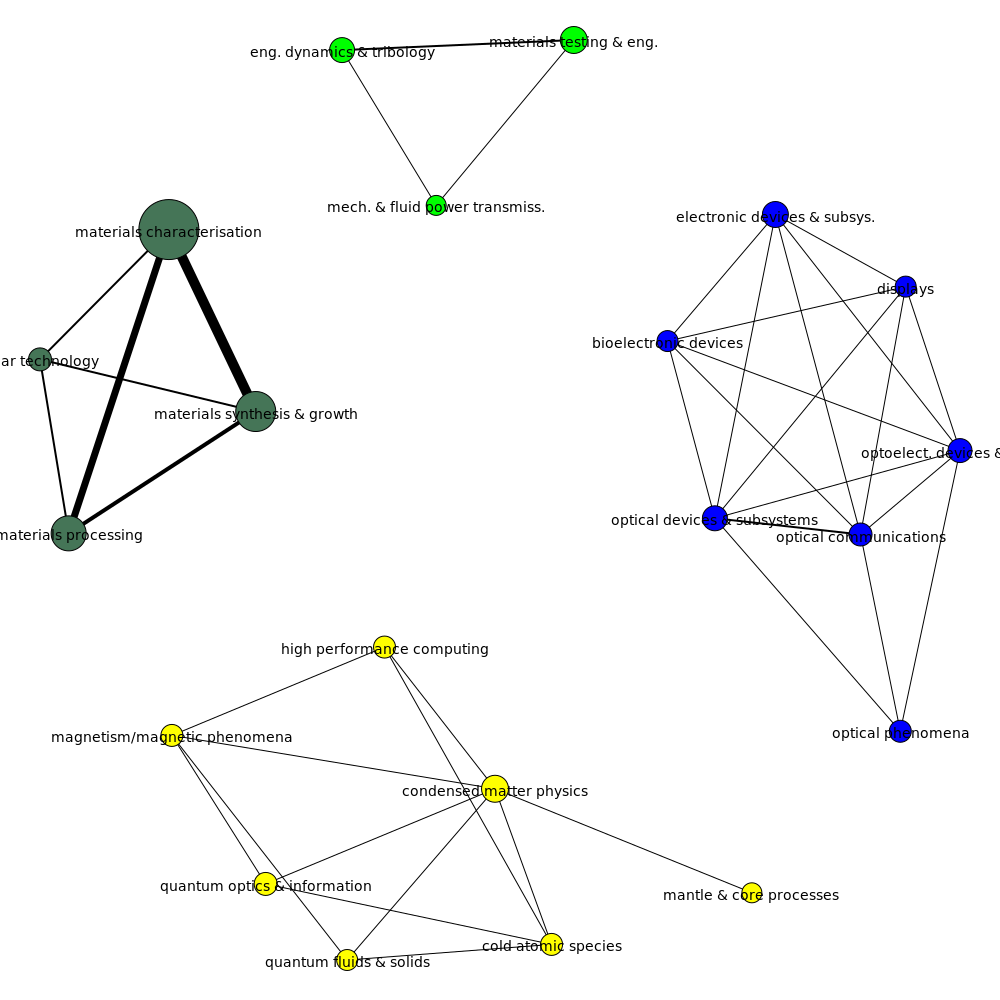 materials testing & eng.
eng. dynamics & tribology
mech. & fluid power transmiss.
electronic devices & subsys.
materials characterisation
displays
bioelectronic devices
ar technology
materials synthesis & growth
optoelect. devices &
optical devices & subsystems
materials processing
optical communications
high performance computing
optical phenomena
magnetism/magnetic phenomena
condensed matter physics
quantum optics & information
mantle & core processes
cold atomic species
quantum fluids & solids